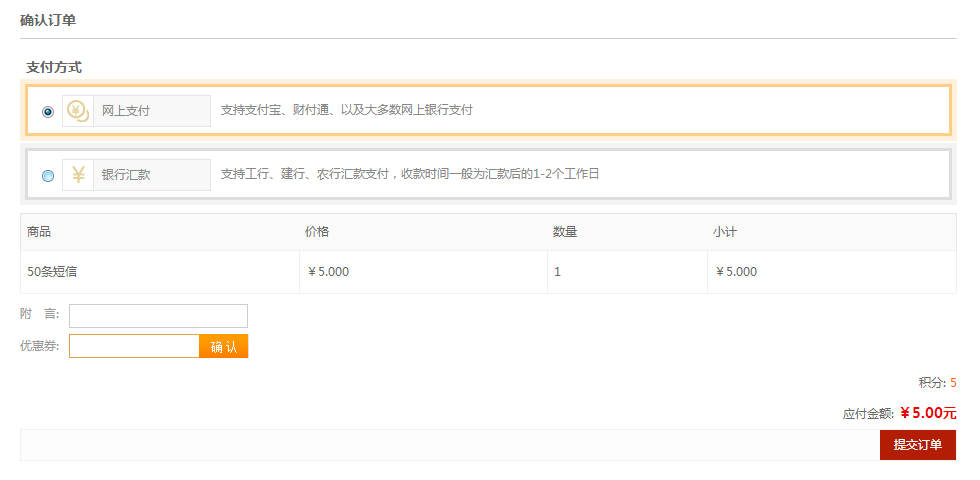 确认订单
支付方式
¥ 网上支付 支持支付宝、财付通、以及大多数网上银行支付
¥ 银行汇款 支持工行、建行、农行汇款支付，收款时间一般为汇款后的1-2个工作日
商品 价格 数量 小计
50条短信 ¥5.000 1 ¥5.000
附 言:
优惠券: 确 认
积分: 5
应付金额: ¥5.00元
提交订单